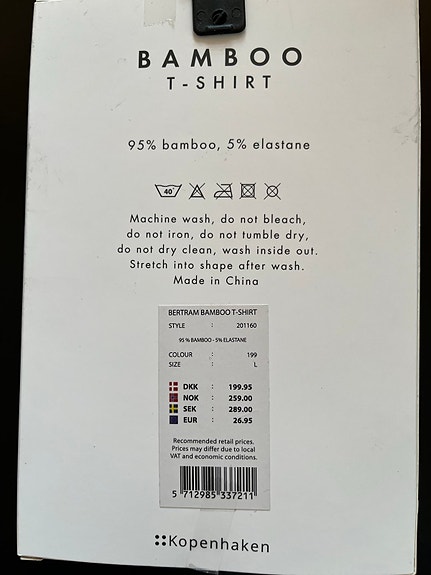 BAMBOO
T-SHIRT
95% bamboo, 5% elastane
40°
Machine wash, do not bleach,
do not iron, do not tumble dry,
do not dry clean, wash inside out.
Stretch into shape after wash.
Made in China
BERTRAM BAMBOO T-SHIRT
STYLE : 201160
95 % BAMBOO - 5% ELASTANE
COLOUR : 199
SIZE : L
DKK : 199.95
NOK : 259.00
SEK : 289.00
EUR : 26.95
Recommended retail prices.
Prices may differ due to local
VAT and economic conditions.
5 712985 337211
Kopenhaken